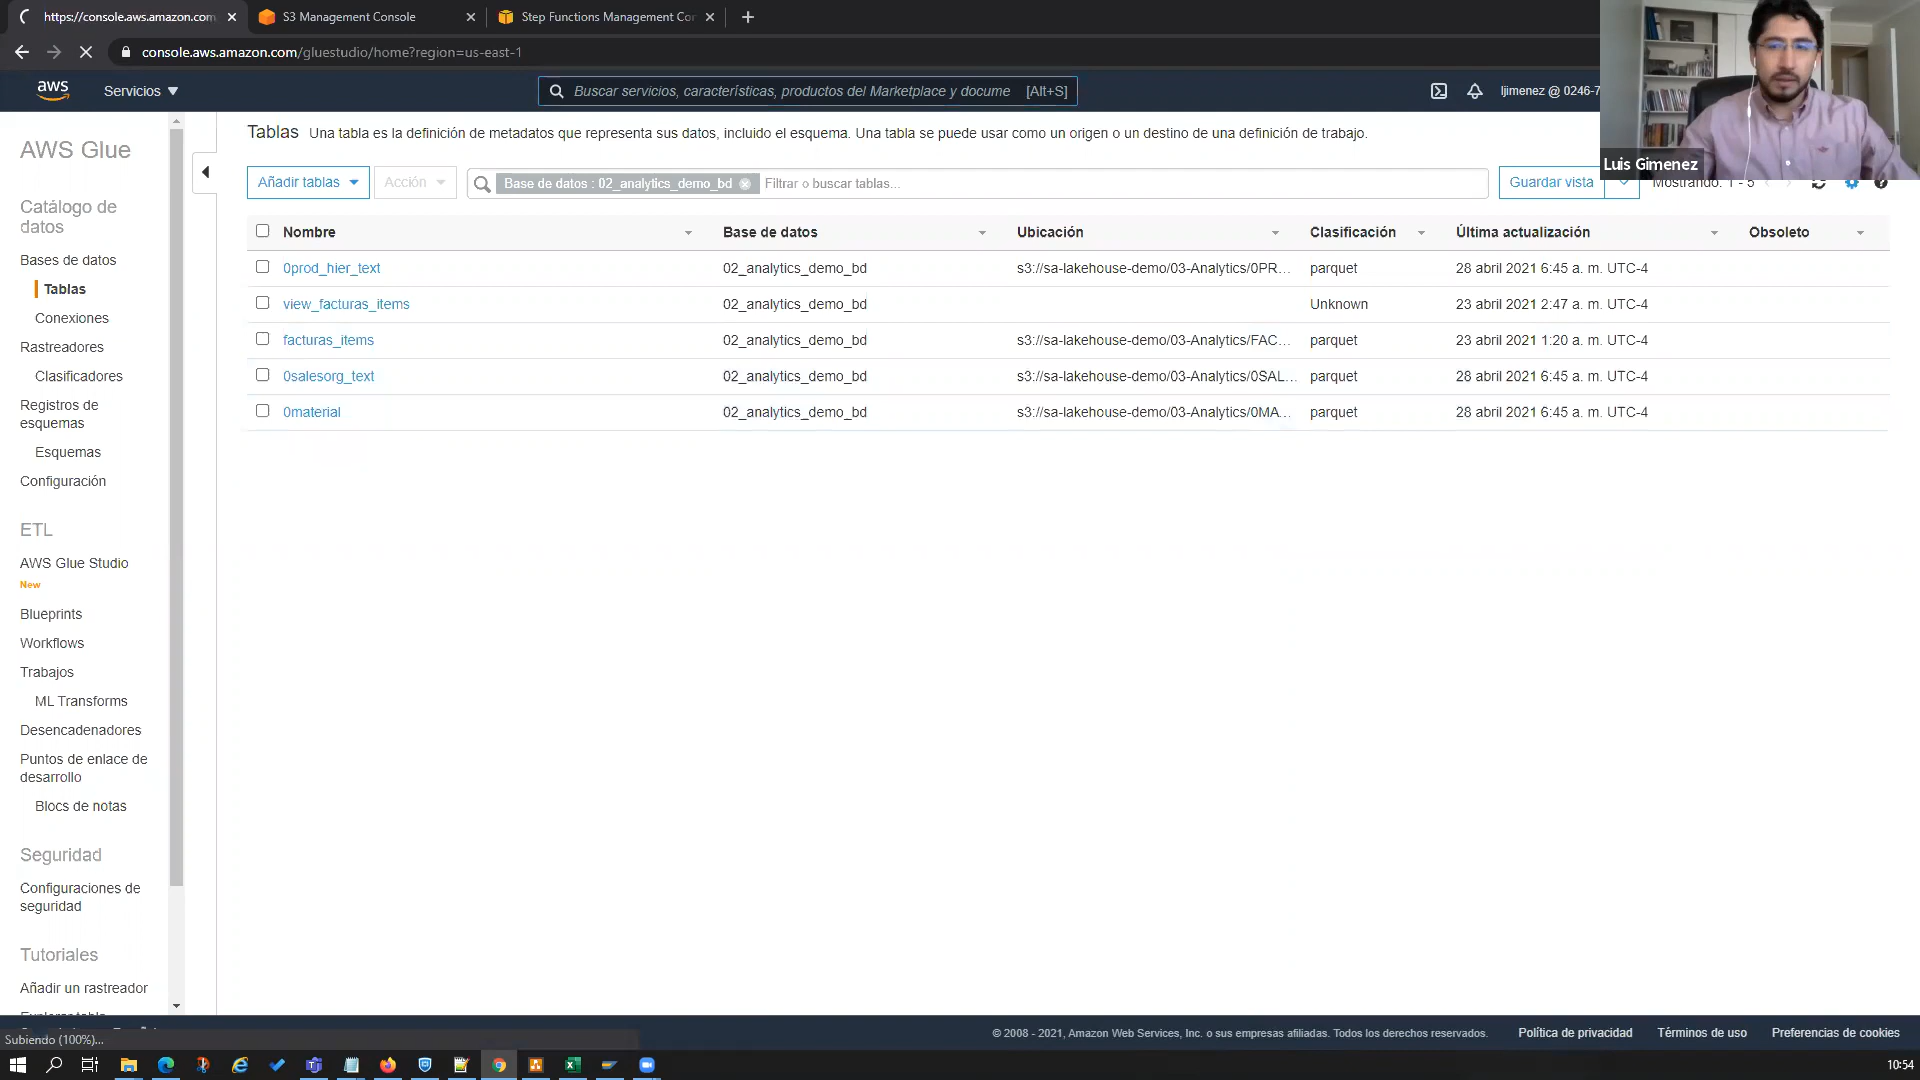 https://console.aws.amazon.com
S3 Management Console
Step Functions Management Co
console.aws.amazon.com/gluestudio/home?region=us-east-1
aws
Servicios
Buscar servicios, características, productos del Marketplace y docume
[Alt+S]
ljimenez @ 0246-7
Luis Gimenez
AWS Glue
Catálogo de
datos
Bases de datos
Tablas
Conexiones
Rastreadores
Clasificadores
Registros de
esquemas
Esquemas
Configuración
ETL
AWS Glue Studio
New
Blueprints
Workflows
Trabajos
ML Transforms
Desencadenadores
Puntos de enlace de
desarrollo
Blocs de notas
Seguridad
Configuraciones de
seguridad
Tutoriales
Añadir un rastreador
Tablas Una tabla es la definición de metadatos que representa sus datos, incluido el esquema. Una tabla se puede usar como un origen o un destino de una definición de trabajo.
Añadir tablas
Acción
Base de datos : 02_analytics_demo_bd
Filtrar o buscar tablas...
Guardar vista
Mostrando: 1 - 5
Nombre Base de datos Ubicación Clasificación Última actualización Obsoleto
0prod_hier_text 02_analytics_demo_bd s3://sa-lakehouse-demo/03-Analytics/0PR... parquet 28 abril 2021 6:45 a. m. UTC-4
view_facturas_items 02_analytics_demo_bd Unknown 23 abril 2021 2:47 a. m. UTC-4
facturas_items 02_analytics_demo_bd s3://sa-lakehouse-demo/03-Analytics/FAC... parquet 23 abril 2021 1:20 a. m. UTC-4
0salesorg_text 02_analytics_demo_bd s3://sa-lakehouse-demo/03-Analytics/0SAL... parquet 28 abril 2021 6:45 a. m. UTC-4
0material 02_analytics_demo_bd s3://sa-lakehouse-demo/03-Analytics/0MA... parquet 28 abril 2021 6:45 a. m. UTC-4
Subiendo (100%)...
© 2008 - 2021, Amazon Web Services, Inc. o sus empresas afiliadas. Todos los derechos reservados.
Política de privacidad
Términos de uso
Preferencias de cookies
10:54